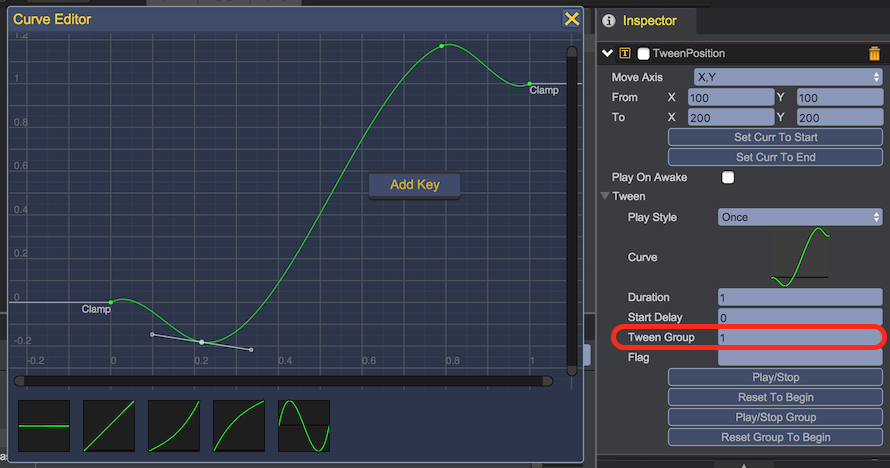 Curve Editor
1.2
1
0.8
0.6
0.4
0.2
0
-0.2
Clamp
Clamp
Add Key
-0.2
0
0.2
0.4
0.6
0.8
1
Inspector
TweenPosition
Move Axis X,Y
From X 100 Y 100
To X 200 Y 200
Set Curr To Start
Set Curr To End
Play On Awake
Tween
Play Style Once
Curve
Duration 1
Start Delay 0
Tween Group 1
Flag
Play/Stop
Reset To Begin
Play/Stop Group
Reset Group To Begin